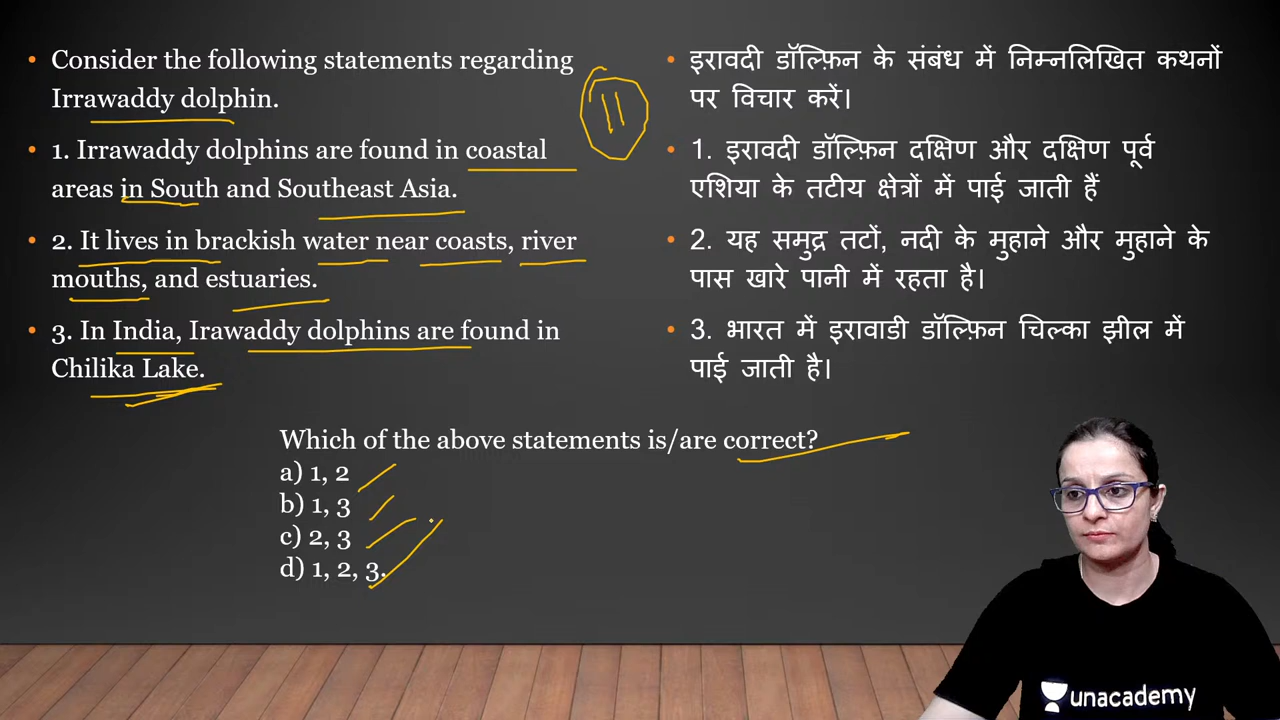 • Consider the following statements regarding
Irrawaddy dolphin.
• 1. Irrawaddy dolphins are found in coastal
areas in South and Southeast Asia.
• 2. It lives in brackish water near coasts, river
mouths, and estuaries.
• 3. In India, Irawaddy dolphins are found in
Chilika Lake.
11
• इरावदी डॉल्फ़िन के संबंध में निम्नलिखित कथनों
पर विचार करें।
• 1. इरावदी डॉल्फ़िन दक्षिण और दक्षिण पूर्व
एशिया के तटीय क्षेत्रों में पाई जाती हैं
• 2. यह समुद्र तटों, नदी के मुहाने और मुहाने के
पास खारे पानी में रहता है।
• 3. भारत में इरावाडी डॉल्फ़िन चिल्का झील में
पाई जाती है।
Which of the above statements is/are correct?
a) 1, 2
b) 1, 3
c) 2, 3
d) 1, 2, 3.
unacademy